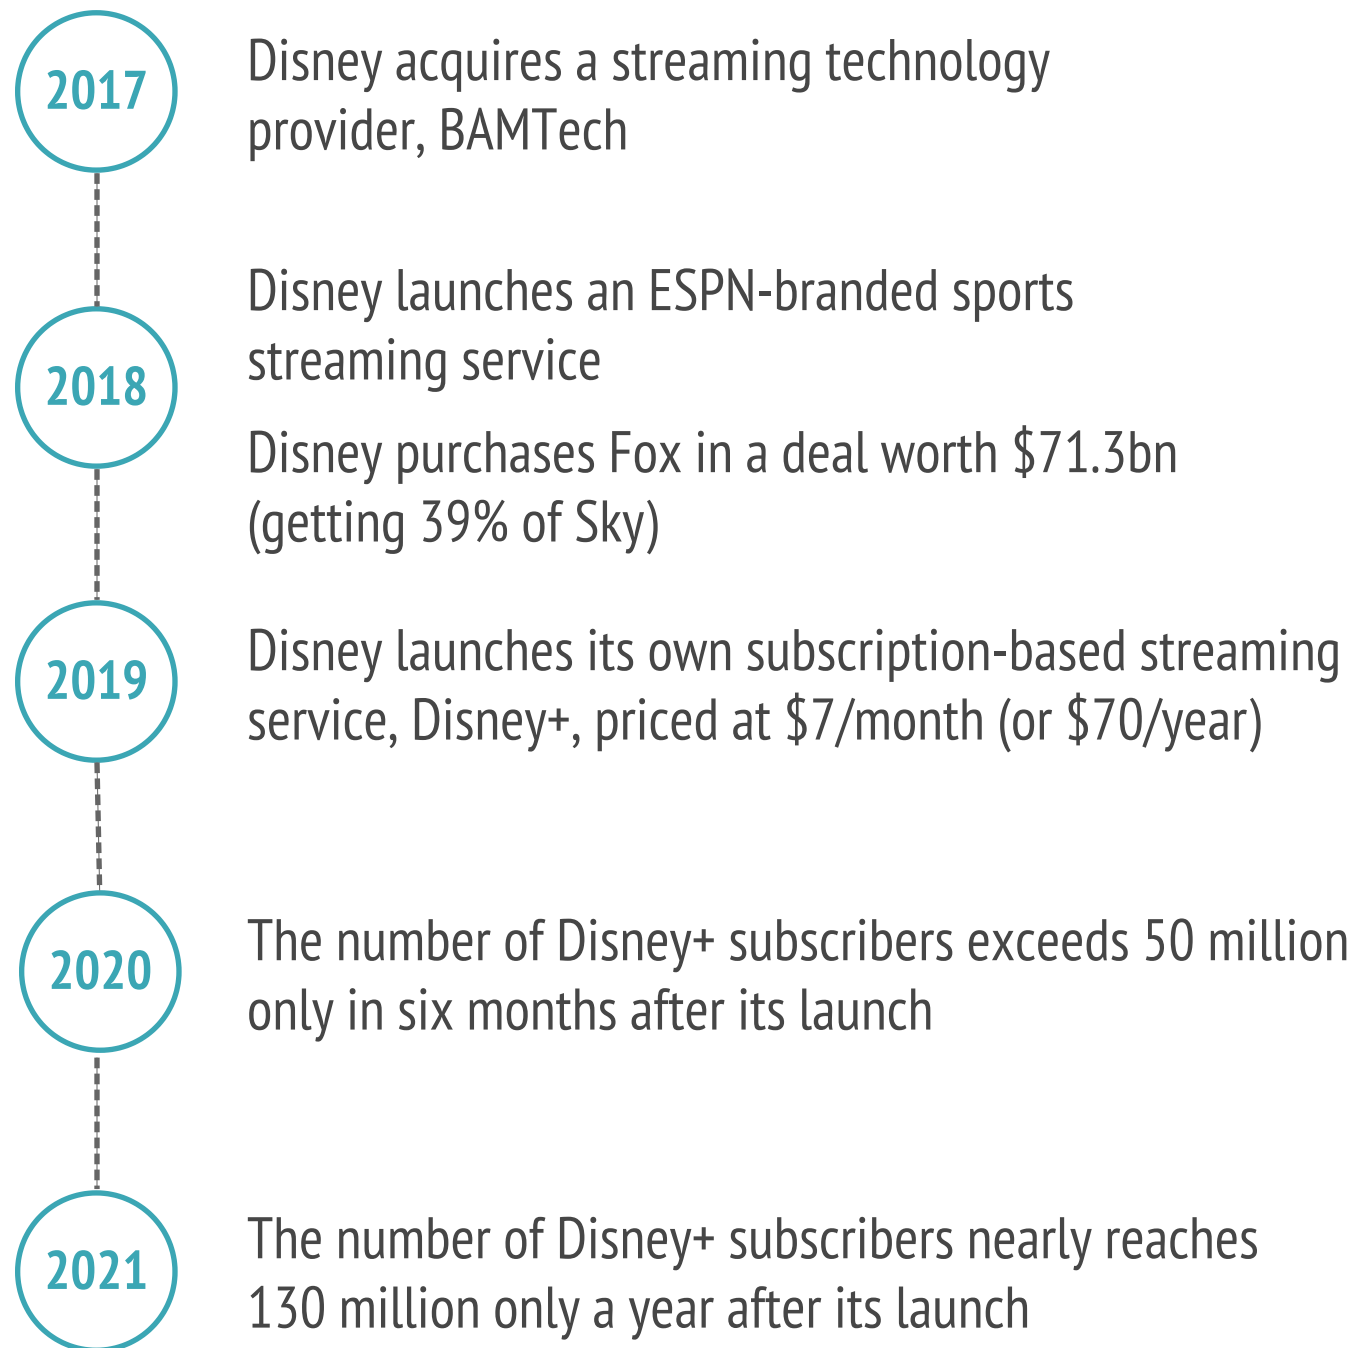 2017
Disney acquires a streaming technology
provider, BAMTech
2018
Disney launches an ESPN-branded sports
streaming service
Disney purchases Fox in a deal worth $71.3bn
(getting 39% of Sky)
2019
Disney launches its own subscription-based streaming
service, Disney+, priced at $7/month (or $70/year)
2020
The number of Disney+ subscribers exceeds 50 million
only in six months after its launch
2021
The number of Disney+ subscribers nearly reaches
130 million only a year after its launch